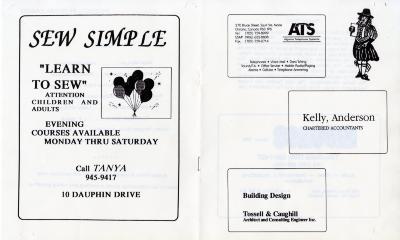 SEW SIMPLE
"LEARN
TO SEW"
ATTENTION
CHILDREN AND
ADULTS
EVENING
COURSES AVAILABLE
MONDAY THRU SATURDAY
Call TANYA
945-9417
10 DAUPHIN DRIVE
ATS
Kelly, Anderson
CHARTERED ACCOUNTANTS
Building Design
Tossell & Caughill
Architect and Consulting Engineer Inc.